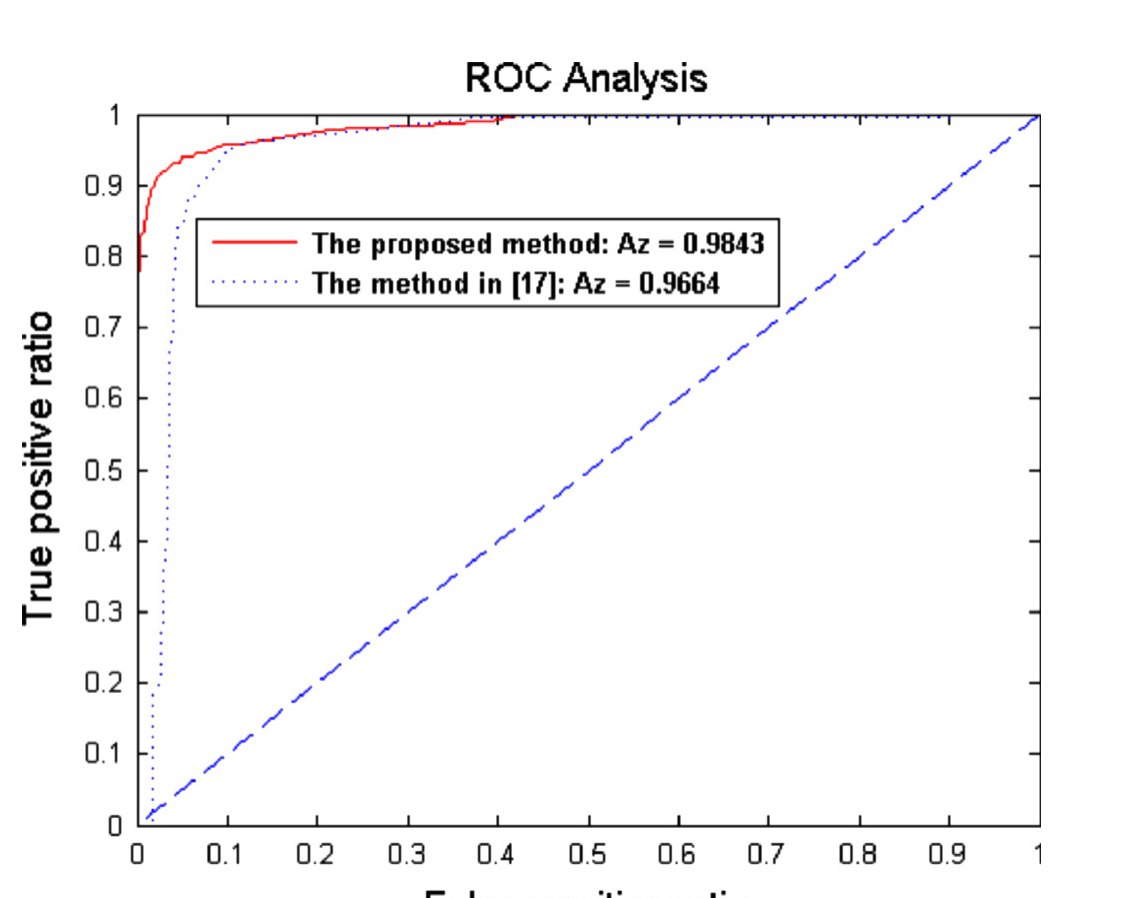 ROC Analysis
1
0.9
0.8
0.7
0.6
0.5
0.4
0.3
0.2
0.1
0
True positive ratio
The proposed method: Az = 0.9843
The method in [17]: Az = 0.9664
0 0.1 0.2 0.3 0.4 0.5 0.6 0.7 0.8 0.9 1